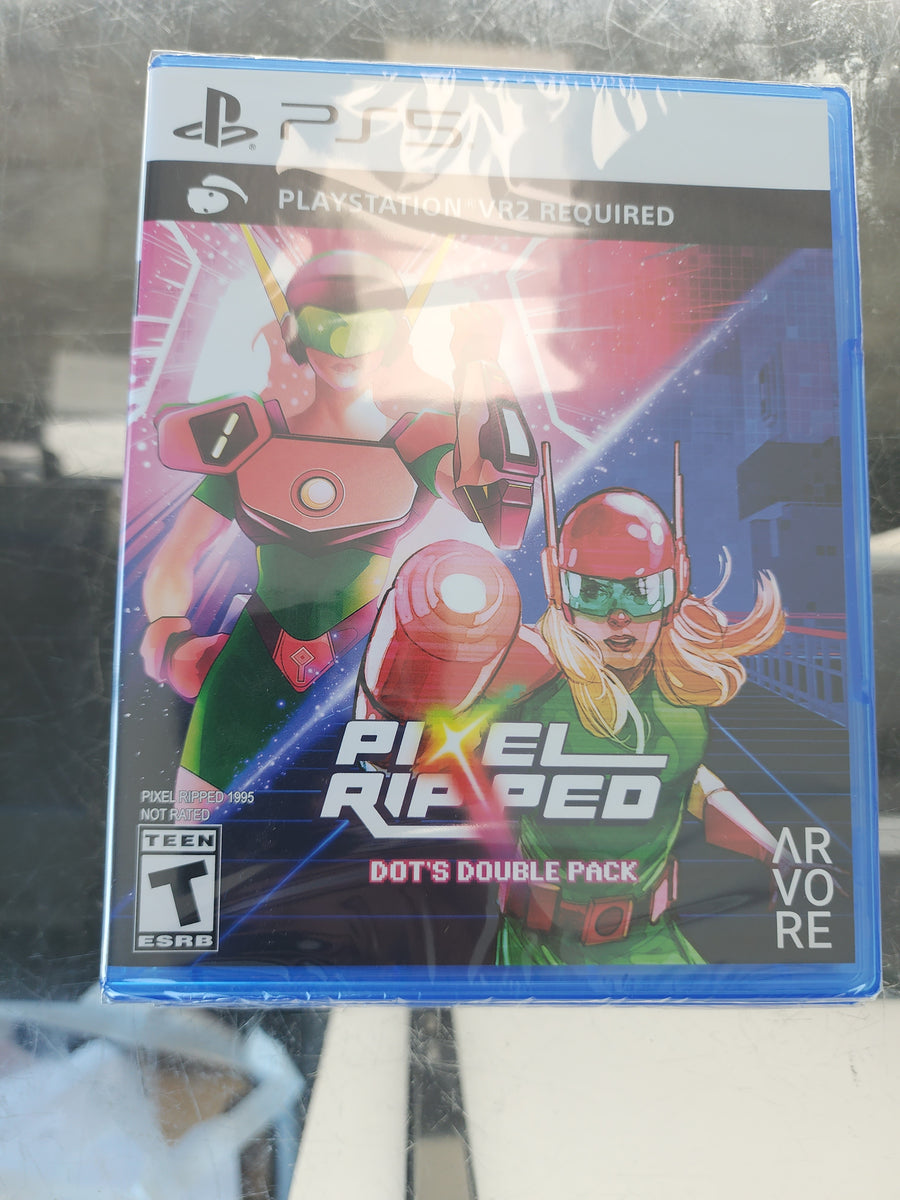 PS5
PLAYSTATION®VR2 REQUIRED
PIXEL
RIPPED
DOT'S DOUBLE PACK
PIXEL RIPPED 1995
NOT RATED
TEEN
T
ESRB
AR
VO
RE